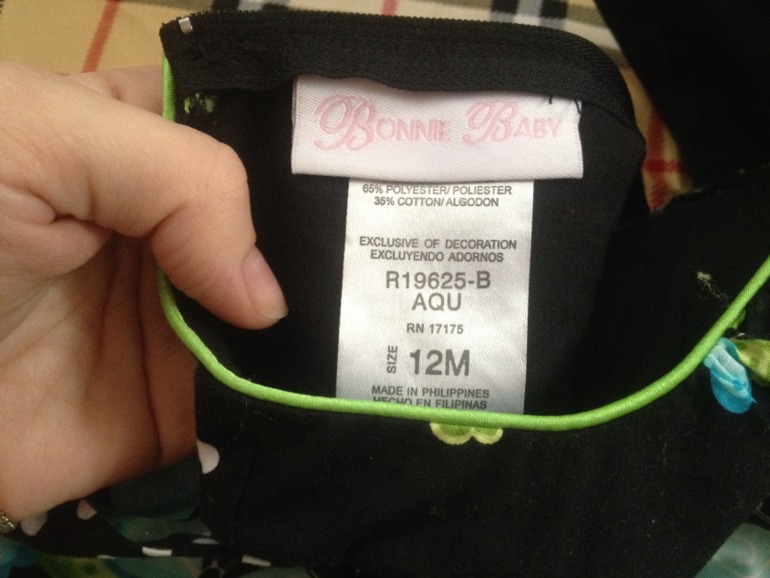 BONNIE BABY
65% POLYESTER/ POLIESTER
35% COTTON/ ALGODON
EXCLUSIVE OF DECORATION
EXCLUYENDO ADORNOS
R19625-B
AQU
RN 17175
SIZE 12M
MADE IN PHILIPPINES
HECHO EN FILIPINAS